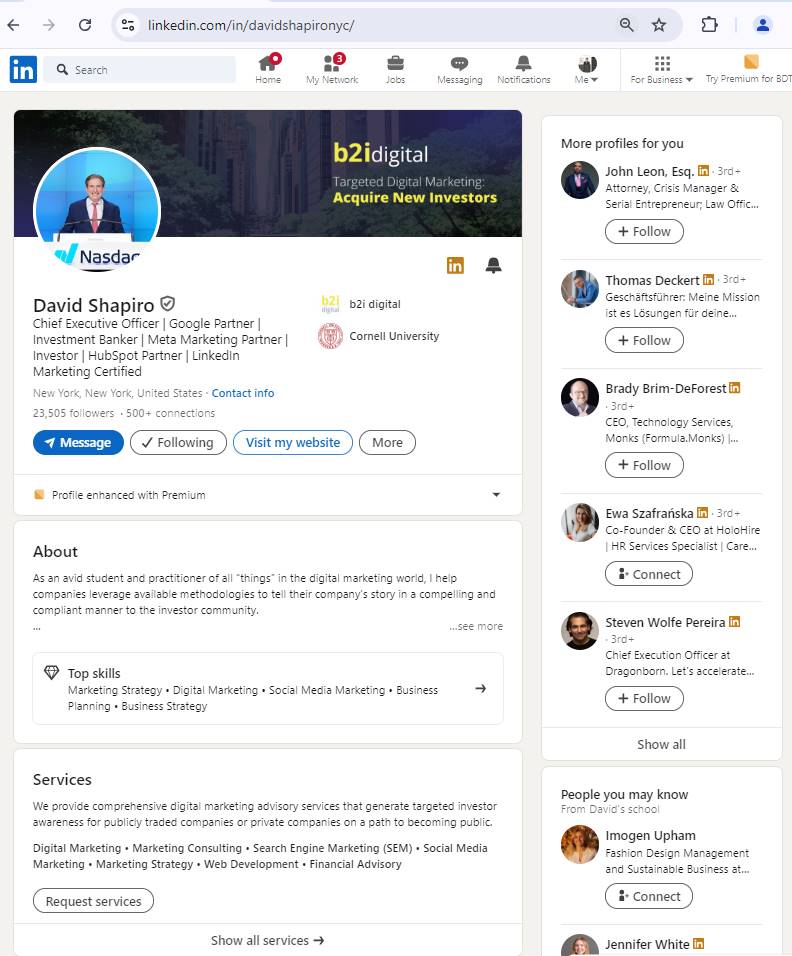 linkedin.com/in/davidshapironyc/
in
Search
Home
My Network
3
Jobs
Messaging
Notifications
Me
For Business
Try Premium for BDT
b2i digital
Targeted Digital Marketing:
Acquire New Investors
Nasdaq
in
David Shapiro
Chief Executive Officer | Google Partner |
Investment Banker | Meta Marketing Partner |
Investor | HubSpot Partner | LinkedIn
Marketing Certified
b2i
digital
b2i digital
Cornell University
New York, New York, United States · Contact info
23,505 followers · 500+ connections
Message
Following
Visit my website
More
Profile enhanced with Premium
About
As an avid student and practitioner of all "things" in the digital marketing world, I help
companies leverage available methodologies to tell their company's story in a compelling and
compliant manner to the investor community.
...
...see more
Top skills
Marketing Strategy • Digital Marketing • Social Media Marketing • Business
Planning • Business Strategy
Services
We provide comprehensive digital marketing advisory services that generate targeted investor
awareness for publicly traded companies or private companies on a path to becoming public.
Digital Marketing • Marketing Consulting • Search Engine Marketing (SEM) • Social Media
Marketing • Marketing Strategy • Web Development • Financial Advisory
Request services
Show all services
More profiles for you
John Leon, Esq. in · 3rd+
Attorney, Crisis Manager &
Serial Entrepreneur; Law Offic...
+ Follow
Thomas Deckert in · 3rd+
Geschäftsführer: Meine Mission
ist es Lösungen für deine...
+ Follow
Brady Brim-DeForest in
· 3rd+
CEO, Technology Services,
Monks (Formula.Monks) |...
+ Follow
Ewa Szafrańska in · 3rd+
Co-Founder & CEO at HoloHire
| HR Services Specialist | Care...
Connect
Steven Wolfe Pereira in
· 3rd+
Chief Execution Officer at
Dragonborn. Let's accelerate...
+ Follow
Show all
People you may know
From David's school
Imogen Upham
Fashion Design Management
and Sustainable Business at...
Connect
Jennifer White in